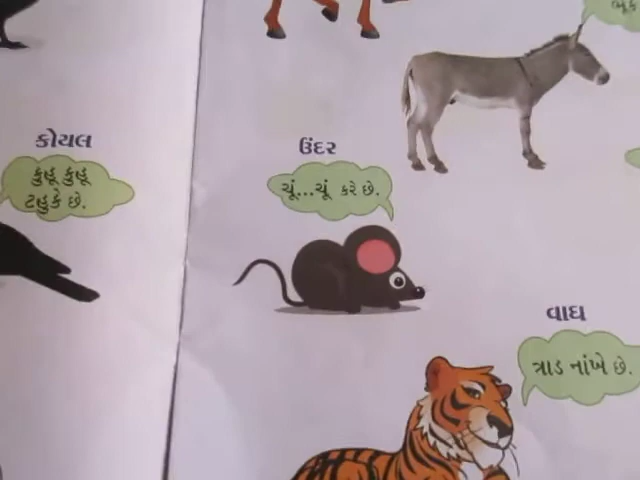 કોયલ
કુહૂ કુહૂ
ટહુકે છે.
ઉંદર
ચૂં...ચૂં કરે છે.
વાઘ
ત્રાડ નાંખે છે.